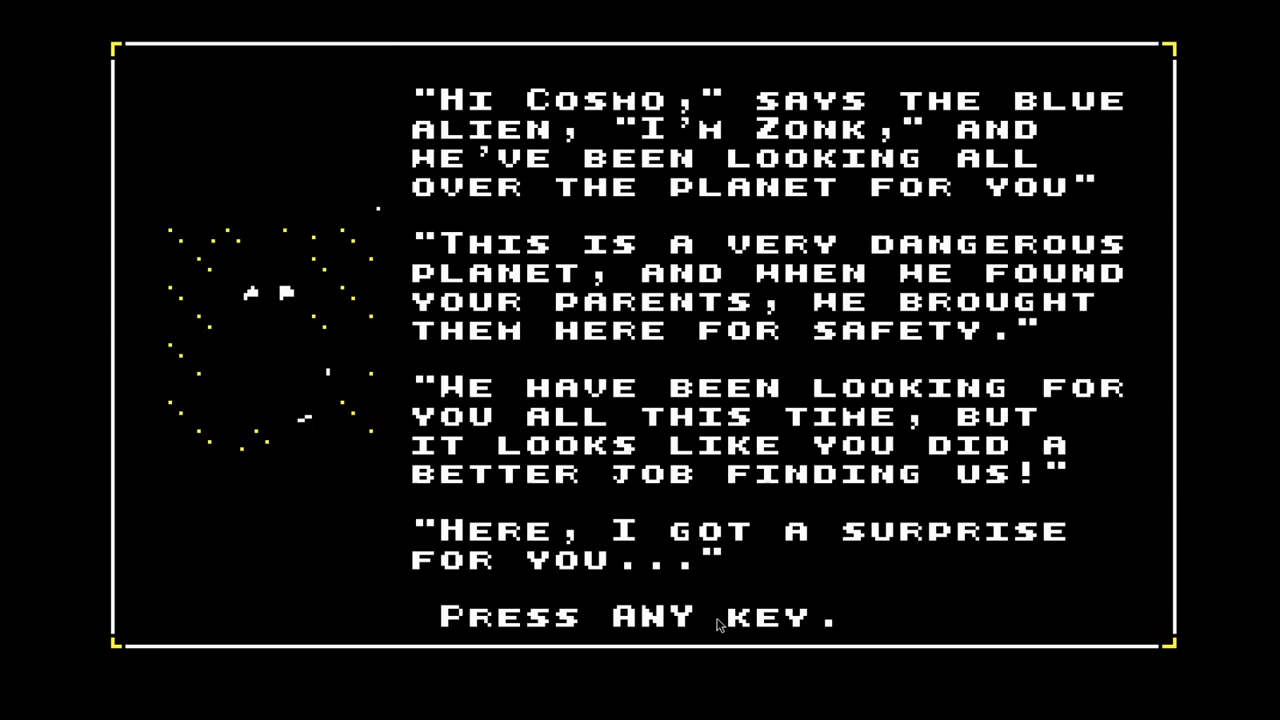 "Hi Cosmo," says the blue
alien, "I'm Zonk," and
we've been looking all
over the planet for you"
"This is a very dangerous
planet, and when we found
your parents, we brought
them here for safety."
"We have been looking for
you all this time, but
it looks like you did a
better job finding us!"
"Here, I got a surprise
for you..."
Press ANY key.